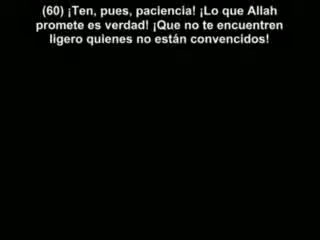 (60) ¡Ten, pues, paciencia! ¡Lo que Allah
promete es verdad! ¡Que no te encuentren
ligero quienes no están convencidos!